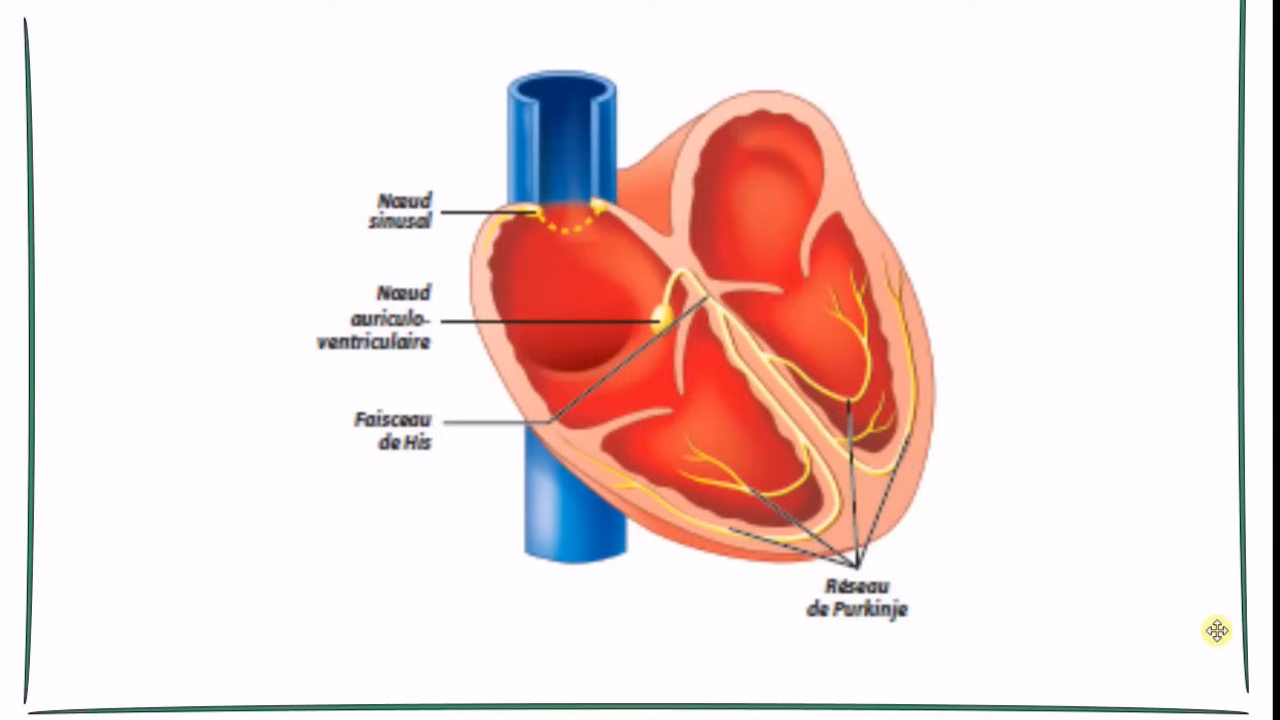 Nœud
sinusal
Nœud
auriculo-
ventriculaire
Faisceau
de His
Réseau
de Purkinje